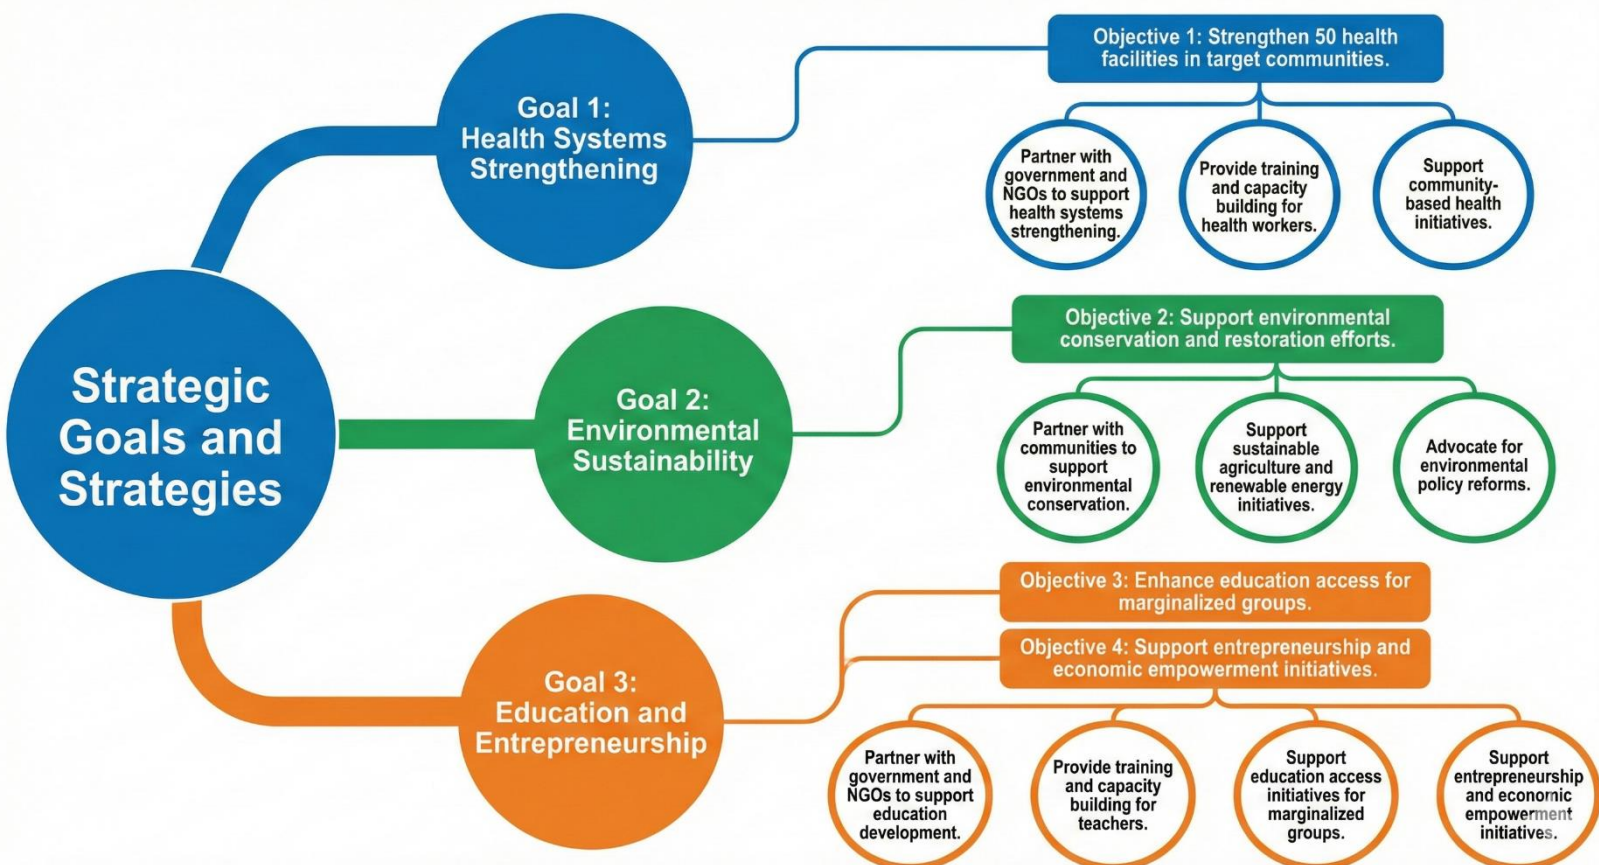 Strategic
Goals and
Strategies
Goal 1:
Health Systems
Strengthening
Objective 1: Strengthen 50 health
facilities in target communities.
Partner with
government and
NGOs to support
health systems
strengthening.
Provide training
and capacity
building for
health workers.
Support
community-
based health
initiatives.
Goal 2:
Environmental
Sustainability
Objective 2: Support environmental
conservation and restoration efforts.
Partner with
communities to
support
environmental
conservation.
Support
sustainable
agriculture and
renewable energy
initiatives.
Advocate for
environmental
policy reforms.
Goal 3:
Education and
Entrepreneurship
Objective 3: Enhance education access for
marginalized groups.
Objective 4: Support entrepreneurship and
economic empowerment initiatives.
Partner with
government and
NGOs to support
education
development.
Provide training
and capacity
building for
teachers.
Support
education access
initiatives for
marginalized
groups.
Support
entrepreneurship
and economic
empowerment
initiatives.